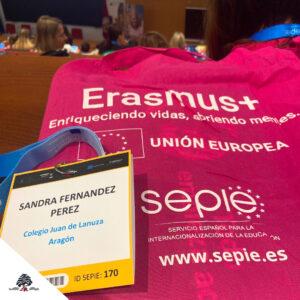 Erasmus+
Enriqueciendo vidas, abriendo mentes.
UNIÓN EUROPEA
sepie
SERVICIO ESPAÑOL PARA LA
INTERNACIONALIZACIÓN DE LA EDUCACIÓN
www.sepie.es
SANDRA FERNANDEZ
PEREZ
Colegio Juan de Lanuza
Aragón
ID SEPIE: 170